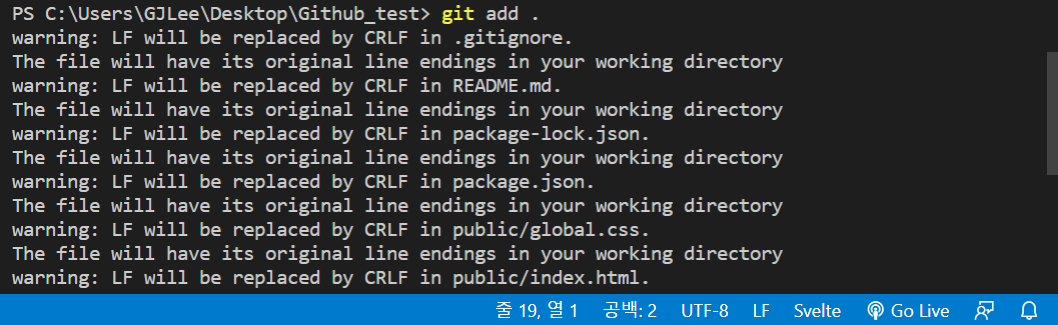 PS C:\Users\GJLee\Desktop\Github_test> git add .
warning: LF will be replaced by CRLF in .gitignore.
The file will have its original line endings in your working directory
warning: LF will be replaced by CRLF in README.md.
The file will have its original line endings in your working directory
warning: LF will be replaced by CRLF in package-lock.json.
The file will have its original line endings in your working directory
warning: LF will be replaced by CRLF in package.json.
The file will have its original line endings in your working directory
warning: LF will be replaced by CRLF in public/global.css.
The file will have its original line endings in your working directory
warning: LF will be replaced by CRLF in public/index.html.
줄 19, 열 1 공백: 2 UTF-8 LF Svelte Go Live